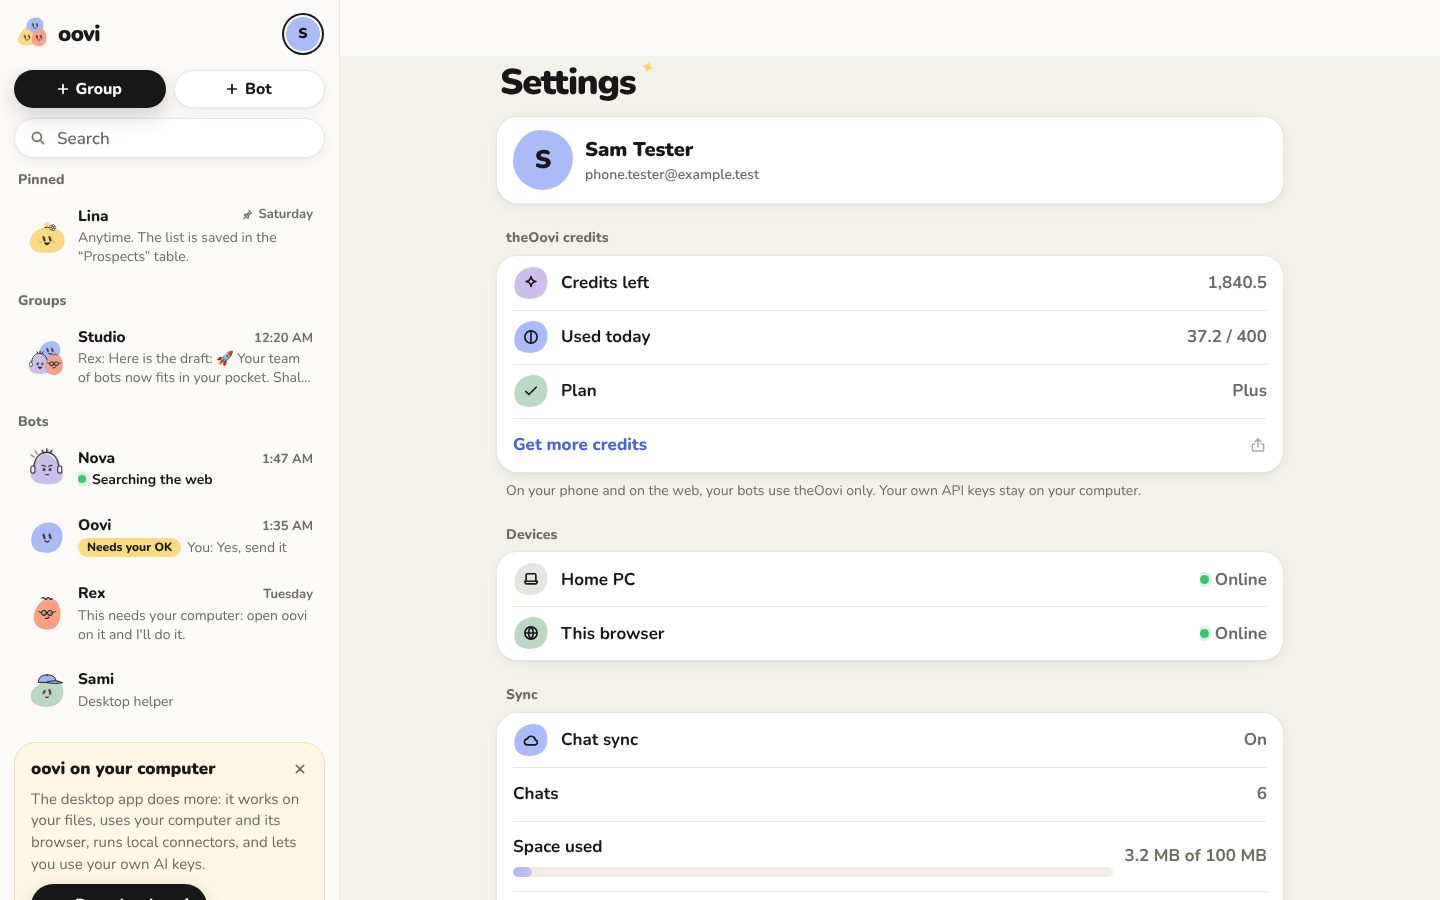 oovi
S
+ Group
+ Bot
Search
Pinned
Lina
Saturday
Anytime. The list is saved in the
“Prospects” table.
Groups
Studio
12:20 AM
Rex: Here is the draft: 🚀 Your team
of bots now fits in your pocket. Shal...
Bots
Nova
1:47 AM
Searching the web
Oovi
1:35 AM
Needs your OK
You: Yes, send it
Rex
Tuesday
This needs your computer: open oovi
on it and I'll do it.
Sami
Desktop helper
oovi on your computer
The desktop app does more: it works on
your files, uses your computer and its
browser, runs local connectors, and lets
you use your own AI keys.
Settings
S
Sam Tester
phone.tester@example.test
theOovi credits
Credits left
1,840.5
Used today
37.2 / 400
Plan
Plus
Get more credits
On your phone and on the web, your bots use theOovi only. Your own API keys stay on your computer.
Devices
Home PC
Online
This browser
Online
Sync
Chat sync
On
Chats
6
Space used
3.2 MB of 100 MB